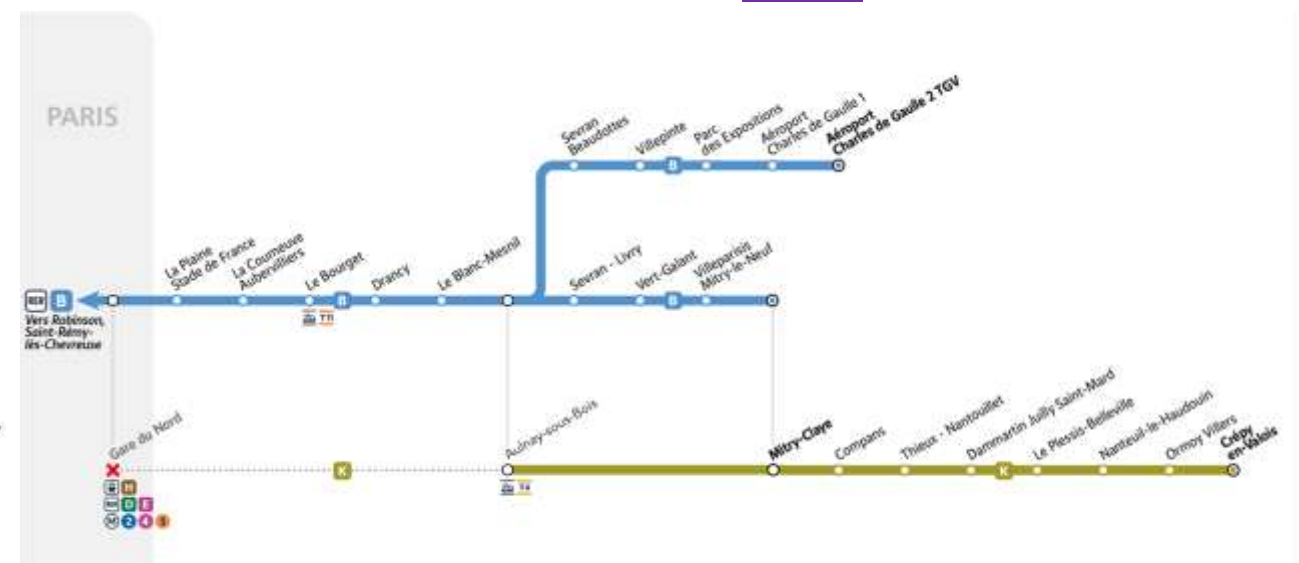 PARIS
Sevran
Beaudottes
Villepinte
Parc
des Expositions
Aéroport
Charles de Gaulle 1
Aéroport
Charles de Gaulle 2 TGV
B
La Plaine
Stade de France
La Courneuve
Aubervilliers
Le Bourget
Drancy
Le Blanc-Mesnil
Sevran - Livry
Vert-Galant
Villeparisis
Mitry-le-Neuf
RER B
B
B
T11
Vers Robinson,
Saint-Rémy-
lès-Chevreuse
Gare du Nord
Aulnay-sous-Bois
Mitry-Claye
Compans
Thieux - Nantouillet
Dammartin Juilly Saint-Mard
Le Plessis-Belleville
Nanteuil-le-Haudouin
Ormoy Villers
Crépy
en-Valois
K
K
T4
H
RER D E
M 2 4 5